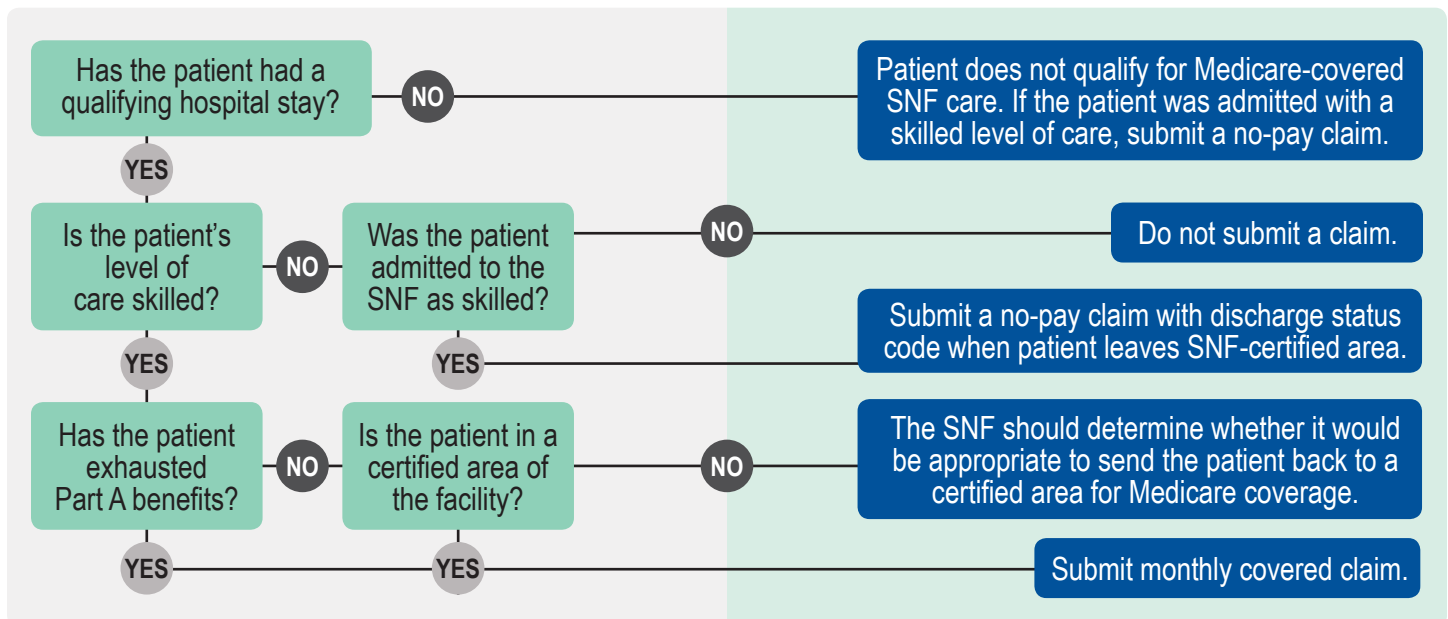 Has the patient had a
qualifying hospital stay?
NO
Patient does not qualify for Medicare-covered
SNF care. If the patient was admitted with a
skilled level of care, submit a no-pay claim.
YES
Is the patient’s
level of
care skilled?
NO
Was the patient
admitted to the
SNF as skilled?
NO
Do not submit a claim.
YES
YES
Submit a no-pay claim with discharge status
code when patient leaves SNF-certified area.
Has the patient
exhausted
Part A benefits?
NO
Is the patient in a
certified area of
the facility?
NO
The SNF should determine whether it would
be appropriate to send the patient back to a
certified area for Medicare coverage.
YES
YES
Submit monthly covered claim.